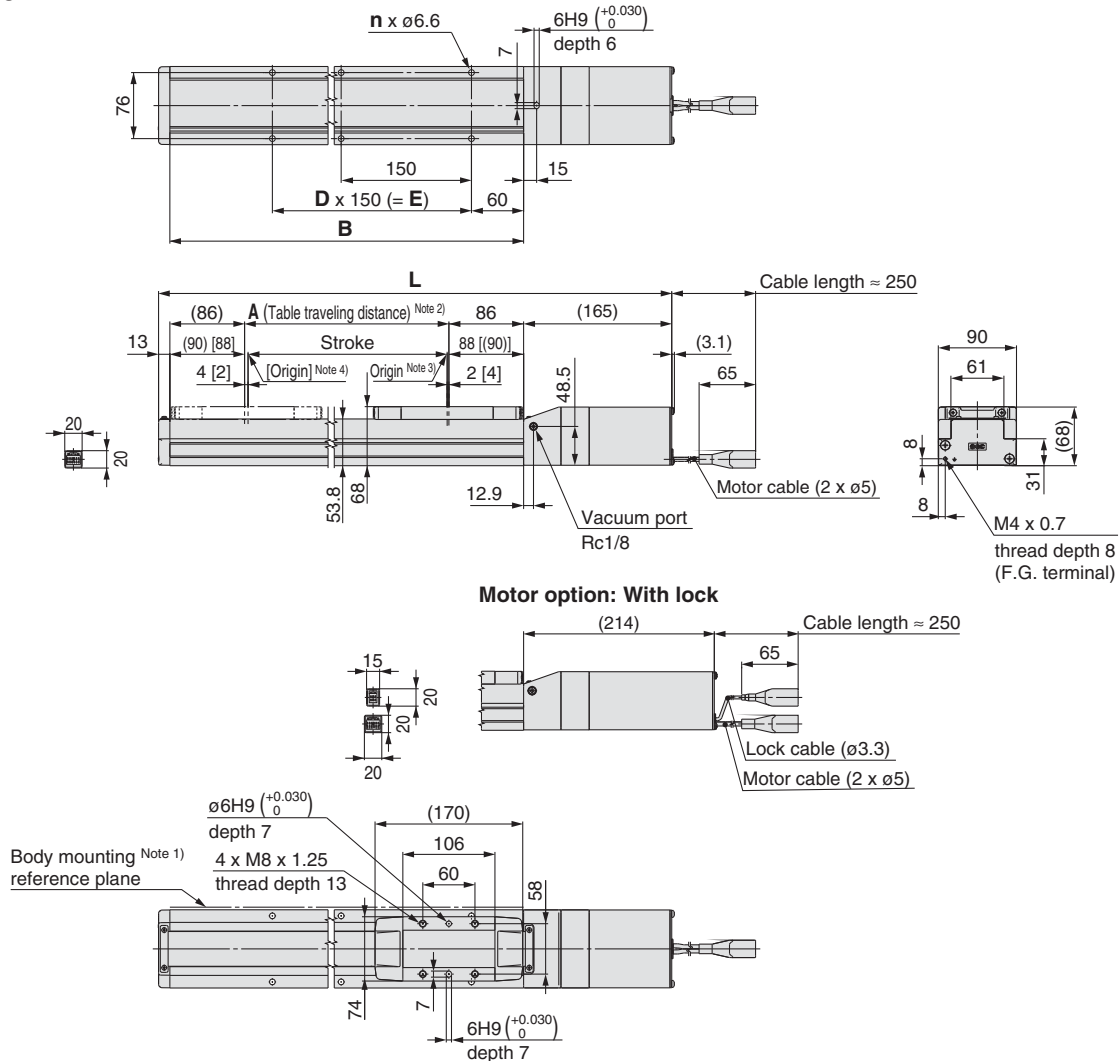 n x ø6.6
6H9 (+0.030 0)
depth 6
7
76
150
15
D x 150 (= E)
60
B
L
Cable length ≈ 250
(86)
A (Table traveling distance) Note 2)
86
(165)
13
(90) [88]
Stroke
88 [(90)]
(3.1)
90
4 [2]
[Origin] Note 4)
Origin Note 3)
2 [4]
48.5
65
61
20
20
53.8
68
12.9
Motor cable (2 x ø5)
8
8
31
(68)
Vacuum port
Rc1/8
M4 x 0.7
thread depth 8
(F.G. terminal)
Motor option: With lock
(214)
Cable length ≈ 250
15
20
20
20
65
Lock cable (ø3.3)
Motor cable (2 x ø5)
ø6H9 (+0.030 0)
depth 7
(170)
106
Body mounting Note 1)
reference plane
4 x M8 x 1.25
thread depth 13
60
58
74
7
6H9 (+0.030 0)
depth 7